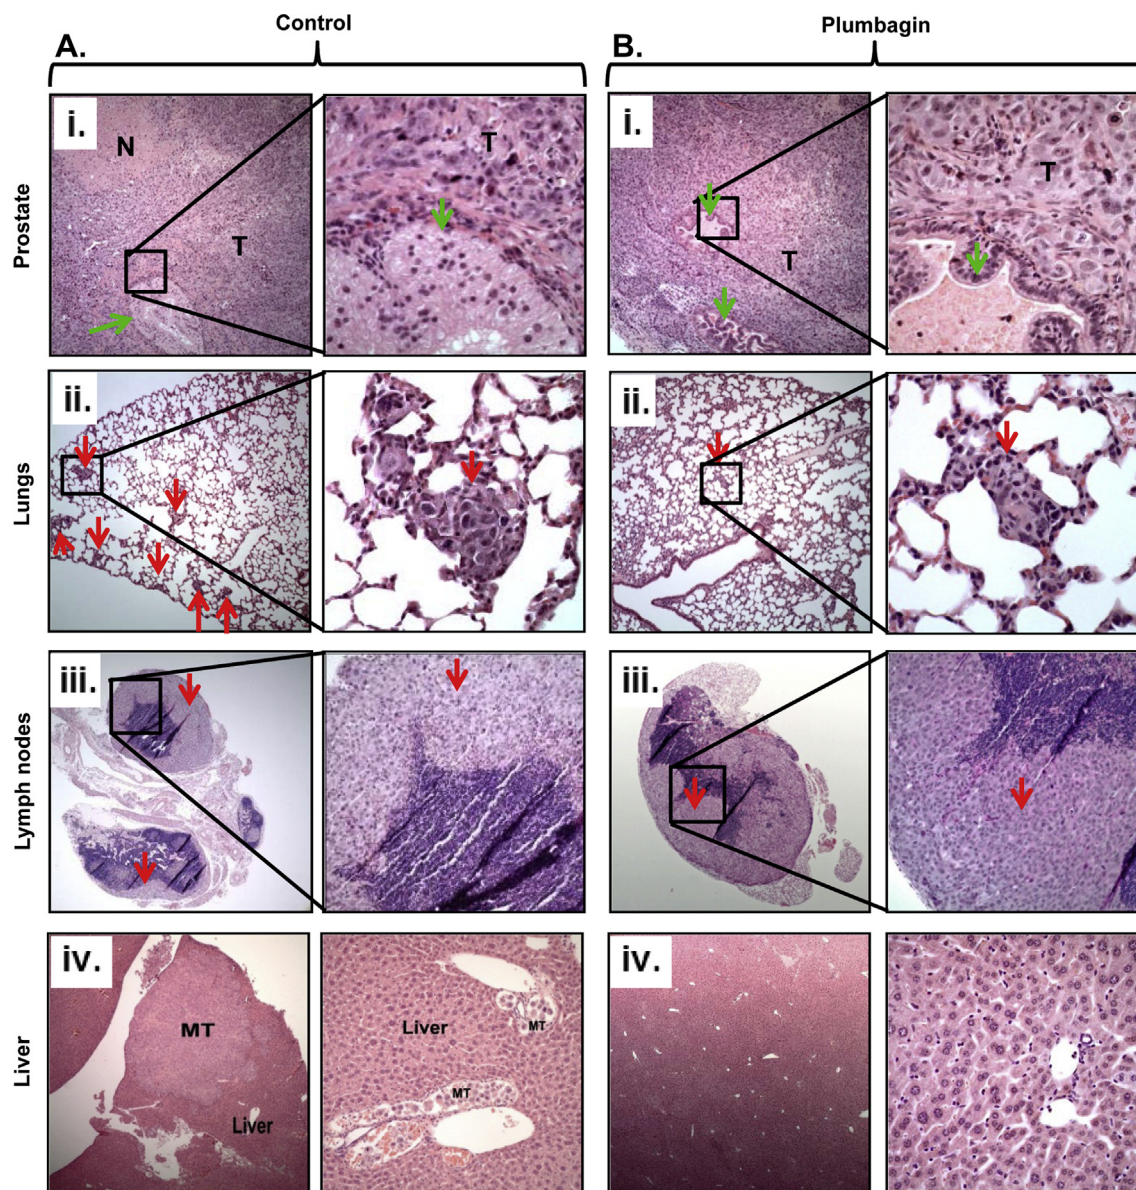 Control
Plumbagin
A.
B.
Prostate
i.
N
T
T
i.
T
T
Lungs
ii.
ii.
Lymph nodes
iii.
iii.
Liver
iv.
MT
Liver
Liver
MT
MT
iv.